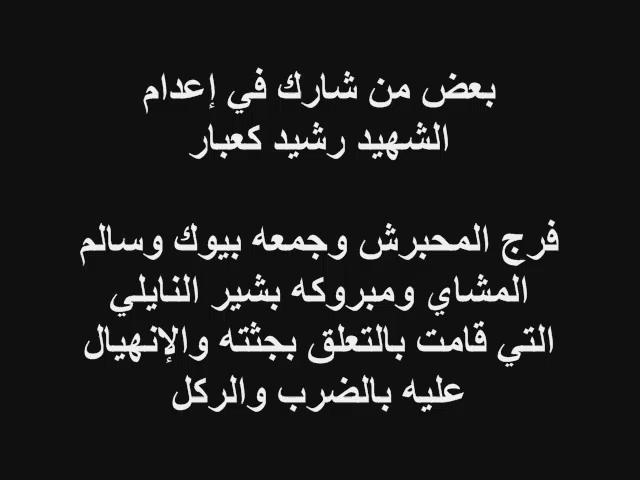 بعض من شارك في إعدام
الشهيد رشيد كعبار
فرج المحبرش وجمعه بيوك وسالم
المشاي ومبروكه بشير النايلي
التي قامت بالتعلق بجثته والإنهيال
عليه بالضرب والركل